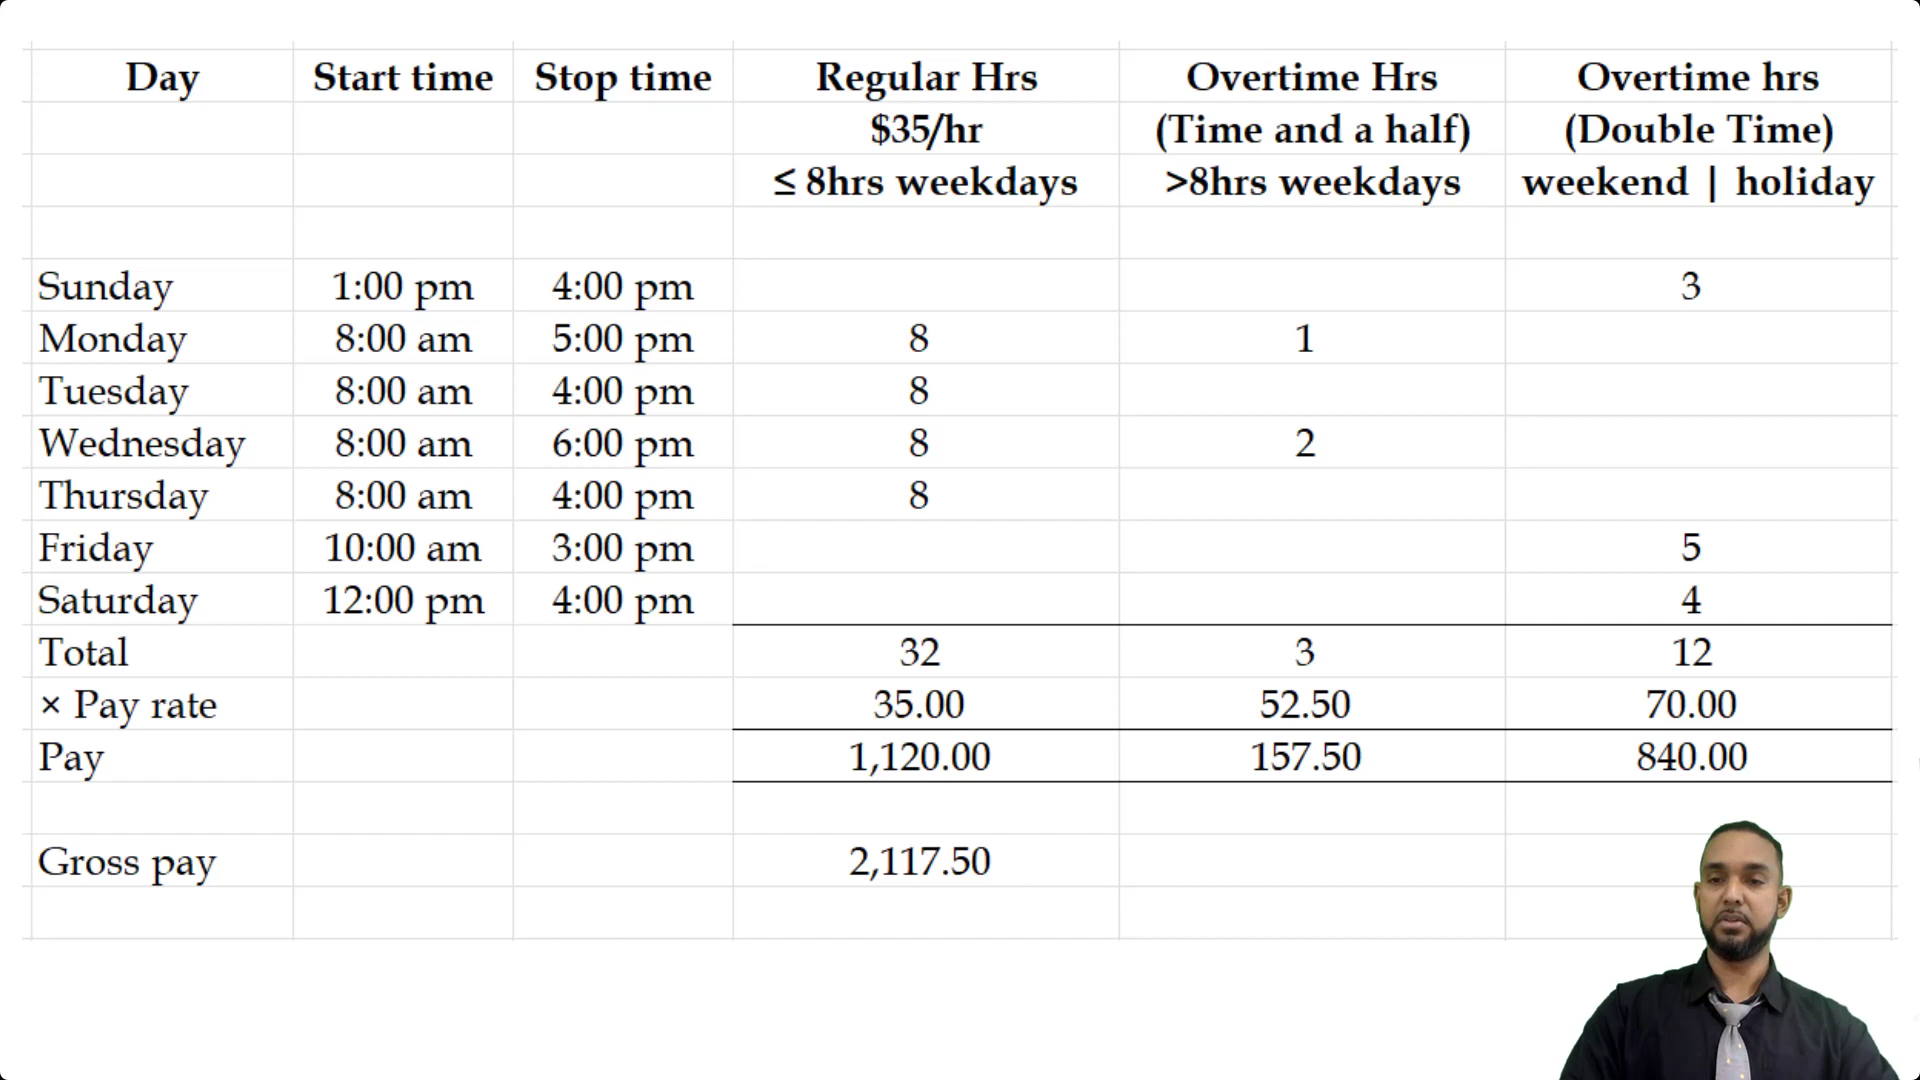 Day Start time Stop time Regular Hrs Overtime Hrs Overtime hrs
$35/hr (Time and a half) (Double Time)
≤ 8hrs weekdays >8hrs weekdays weekend | holiday
Sunday 1:00 pm 4:00 pm 3
Monday 8:00 am 5:00 pm 8 1
Tuesday 8:00 am 4:00 pm 8
Wednesday 8:00 am 6:00 pm 8 2
Thursday 8:00 am 4:00 pm 8
Friday 10:00 am 3:00 pm 5
Saturday 12:00 pm 4:00 pm 4
Total 32 3 12
× Pay rate 35.00 52.50 70.00
Pay 1,120.00 157.50 840.00
Gross pay 2,117.50